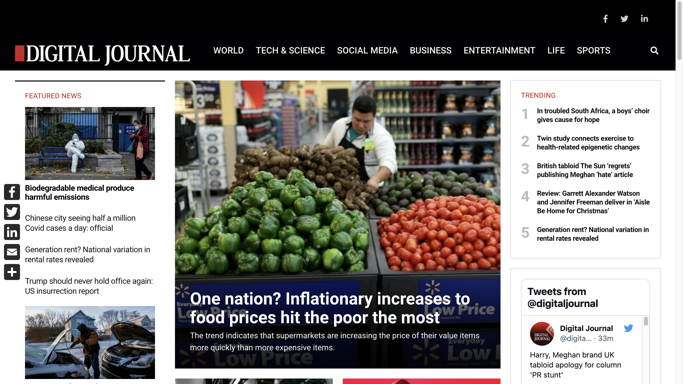 DIGITAL JOURNAL
WORLD TECH & SCIENCE SOCIAL MEDIA BUSINESS ENTERTAINMENT LIFE SPORTS
FEATURED NEWS
Biodegradable medical produce
harmful emissions
Chinese city seeing half a million
Covid cases a day: official
Generation rent? National variation in
rental rates revealed
Trump should never hold office again:
US insurrection report
One nation? Inflationary increases to
food prices hit the poor the most
The trend indicates that supermarkets are increasing the price of their value items
more quickly than more expensive items.
Low Price
TRENDING
1 In troubled South Africa, a boys' choir
gives cause for hope
2 Twin study connects exercise to
health-related epigenetic changes
3 British tabloid The Sun 'regrets'
publishing Meghan 'hate' article
4 Review: Garrett Alexander Watson
and Jennifer Freeman deliver in 'Aisle
Be Home for Christmas'
5 Generation rent? National variation in
rental rates revealed
Tweets from
@digitaljournal
Digital Journal
@digita... · 33m
Harry, Meghan brand UK
tabloid apology for column
'PR stunt'